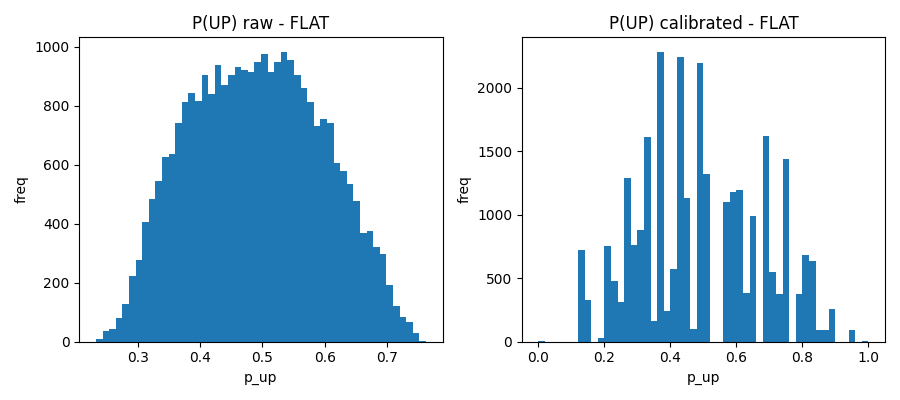 P(UP) raw - FLAT
freq
1000
800
600
400
200
0
0.3 0.4 0.5 0.6 0.7
p_up
P(UP) calibrated - FLAT
freq
2000
1500
1000
500
0
0.0 0.2 0.4 0.6 0.8 1.0
p_up